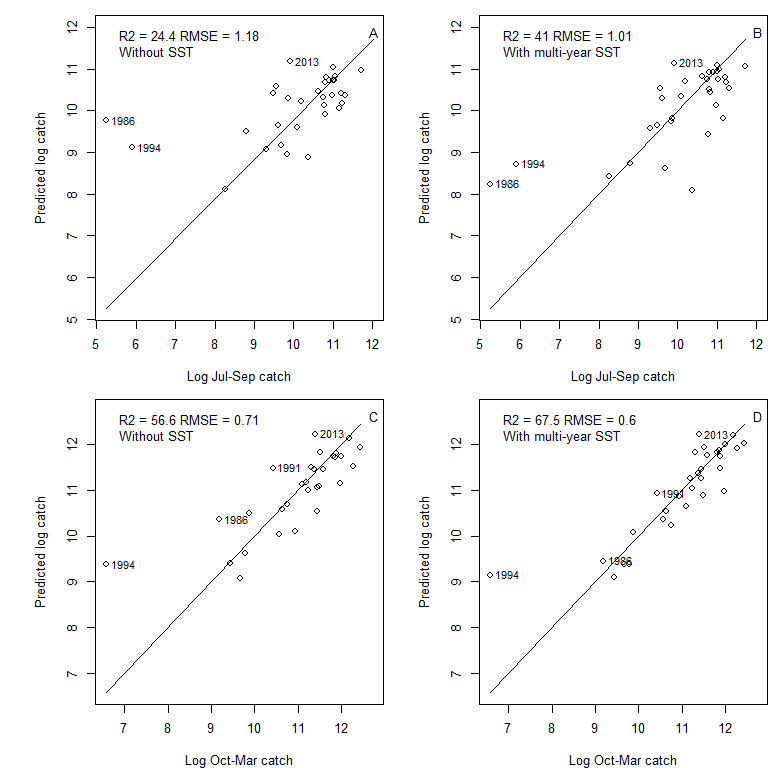 A
R2 = 24.4 RMSE = 1.18
Without SST
2013
1986
1994
Predicted log catch
12
11
10
9
8
7
6
5
5 6 7 8 9 10 11 12
Log Jul-Sep catch
B
R2 = 41 RMSE = 1.01
With multi-year SST
2013
1994
1986
Predicted log catch
12
11
10
9
8
7
6
5
5 6 7 8 9 10 11 12
Log Jul-Sep catch
C
R2 = 56.6 RMSE = 0.71
Without SST
2013
1991
1986
1994
Predicted log catch
12
11
10
9
8
7
7 8 9 10 11 12
Log Oct-Mar catch
D
R2 = 67.5 RMSE = 0.6
With multi-year SST
2013
1991
1986
1994
Predicted log catch
12
11
10
9
8
7
7 8 9 10 11 12
Log Oct-Mar catch